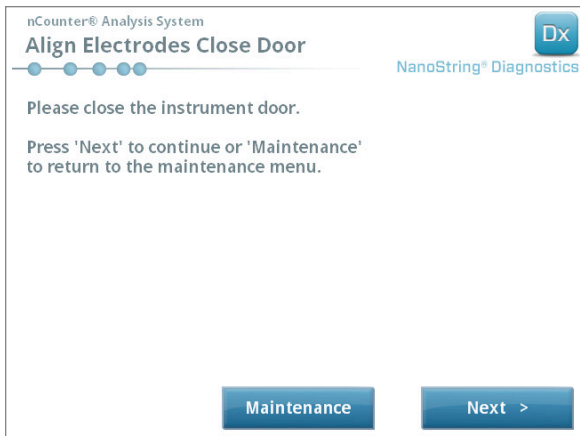 nCounter® Analysis System
Align Electrodes Close Door
Dx
NanoString® Diagnostics
Please close the instrument door.
Press 'Next' to continue or 'Maintenance'
to return to the maintenance menu.
Maintenance
Next >